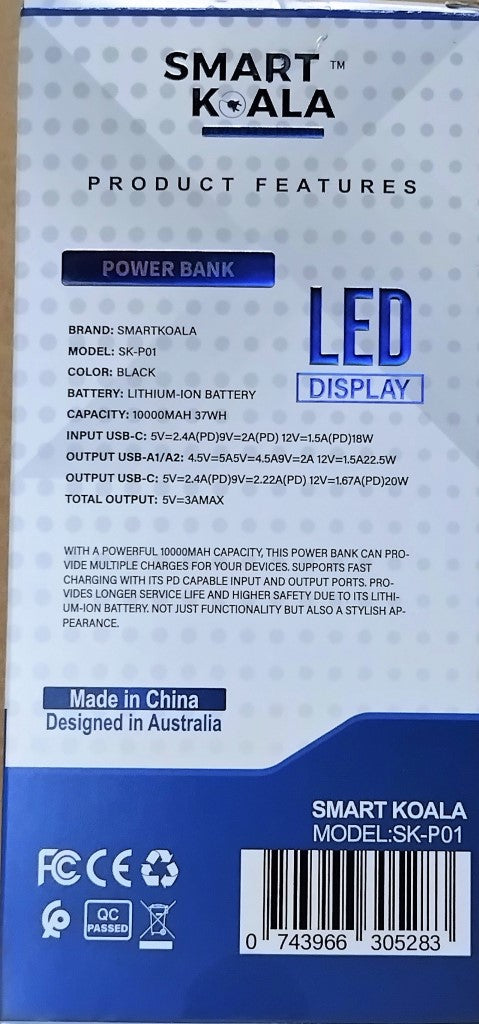 SMART ™
KOALA
PRODUCT FEATURES
POWER BANK
LED
DISPLAY
BRAND: SMARTKOALA
MODEL: SK-P01
COLOR: BLACK
BATTERY: LITHIUM-ION BATTERY
CAPACITY: 10000MAH 37WH
INPUT USB-C: 5V=2.4A(PD)9V=2A(PD) 12V=1.5A(PD)18W
OUTPUT USB-A1/A2: 4.5V=5A5V=4.5A9V=2A 12V=1.5A22.5W
OUTPUT USB-C: 5V=2.4A(PD)9V=2.22A(PD) 12V=1.67A(PD)20W
TOTAL OUTPUT: 5V=3AMAX
WITH A POWERFUL 10000MAH CAPACITY, THIS POWER BANK CAN PRO-
VIDE MULTIPLE CHARGES FOR YOUR DEVICES. SUPPORTS FAST
CHARGING WITH ITS PD CAPABLE INPUT AND OUTPUT PORTS. PRO-
VIDES LONGER SERVICE LIFE AND HIGHER SAFETY DUE TO ITS LITHI-
UM-ION BATTERY. NOT JUST FUNCTIONALITY BUT ALSO A STYLISH AP-
PEARANCE.
Made in China
Designed in Australia
SMART KOALA
MODEL:SK-P01
FC CE
QC
PASSED
0 743966 305283